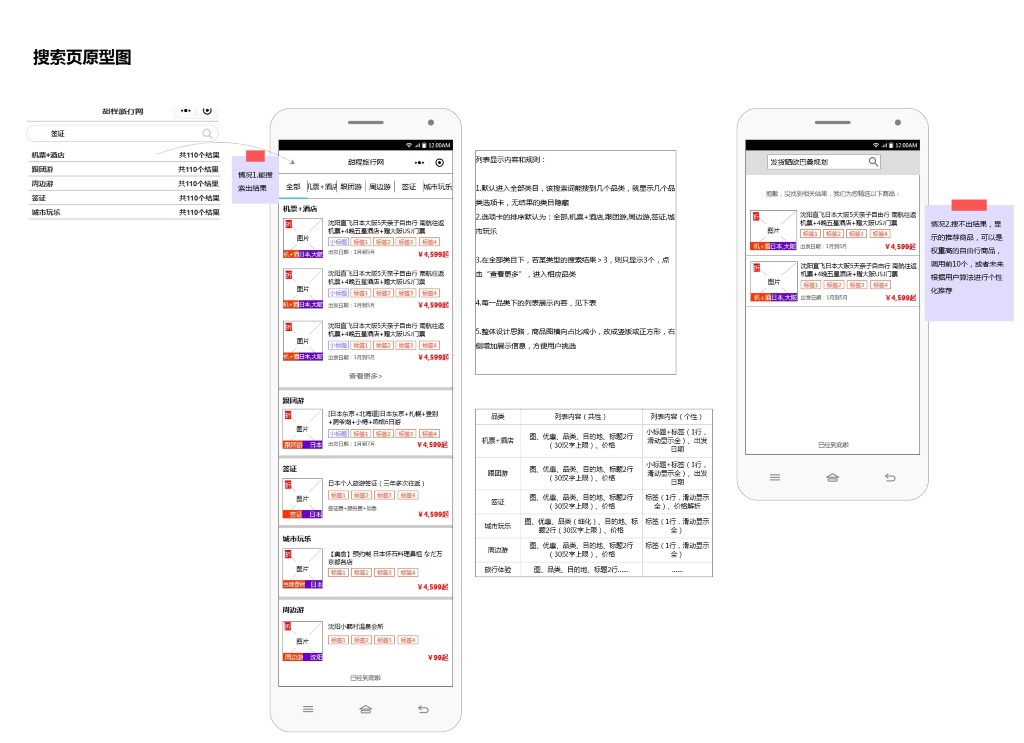 搜索页原型图
甜程旅行网
签证
机票+酒店 共110个结果
跟团游 共110个结果
周边游 共110个结果
签证 共110个结果
城市玩乐 共110个结果
情况1.能搜
索出结果
12:00AM
甜程旅行网
全部 机票+酒店 跟团游 周边游 签证 城市玩乐
机票+酒店
折
图片
机+酒 日本,大阪
沈阳直飞日本大阪5天亲子自由行 南航往返
机票+4晚五星酒店+赠大阪USJ门票
小标题 标签1 标签2 标签3 标签4
出发日期：1月到5月
￥4,599起
折
图片
机+酒 日本,大阪
沈阳直飞日本大阪5天亲子自由行 南航往返
机票+4晚五星酒店+赠大阪USJ门票
小标题 标签1 标签2 标签3 标签4
出发日期：1月到5月
￥4,599起
折
图片
机+酒 日本,大阪
沈阳直飞日本大阪5天亲子自由行 南航往返
机票+4晚五星酒店+赠大阪USJ门票
小标题 标签1 标签2 标签3 标签4
出发日期：1月到5月
￥4,599起
查看更多>
跟团游
折
图片
跟团游 日本
[日本东京+北海道]日本东京+札幌+登别
+洞爷湖+小樽+函馆6日游
小标题 标签1 标签2 标签3 标签4
出发日期：1月到7月
￥4,599起
签证
折
图片
签证 日本
日本个人旅游签证（三年多次往返）
标签1 标签2 标签3 标签4
签证费+服务费+加急
￥4,599起
城市玩乐
折
图片
日本
【美食】预约制 日本怀石料理鼻祖 なだ万
京都各店
标签1 标签2 标签3 标签4
￥4,599起
周边游
折
图片
周边游 沈阳
沈阳小韩村温泉会所
标签1 标签2 标签3 标签4
￥99起
已经到底啦
列表显示内容和规则：
1.默认进入全部类目，该搜索词能搜到几个品类，就显示几个品
类选项卡，无结果的类目隐藏
2.选项卡的排序默认为：全部,机票+酒店,跟团游,周边游,签证,城
市玩乐
3.在全部类目下，若某类型的搜索结果＞3，则只显示3个，点
击“查看更多”，进入相应品类
4.每一品类下的列表展示内容，见下表
5.整体设计思路，商品图横向占比减小，改成竖版或正方形，右
侧增加展示信息，方便用户挑选
品类 列表内容（共性） 列表内容（个性）
机票+酒店 图、优惠、品类、目的地、标题2行（30汉字上限）、价格 小标题+标签（1行，滑动显示全）、出发日期
跟团游 图、优惠、品类、目的地、标题2行（30汉字上限）、价格 小标题+标签（1行，滑动显示全）、出发日期
签证 图、优惠、品类、目的地、标题2行（30汉字上限）、价格 标签（1行，滑动显示全）、价格解析
城市玩乐 图、优惠、品类（细化）、目的地、标题2行（30汉字上限）、价格 标签（1行，滑动显示全）
周边游 图、优惠、品类、目的地、标题2行（30汉字上限）、价格 标签（1行，滑动显示全）
旅行体验 图、品类、目的地、标题2行...... ......
12:00AM
发货晒欧巴奏规划
抱歉，没找到相关结果，我们为您精选以下商品：
折
图片
机+酒 日本,大阪
沈阳直飞日本大阪5天亲子自由行 南航往返
机票+4晚五星酒店+赠大阪USJ门票
标签1 标签2 标签3 标签4
出发日期：1月到5月
￥4,599起
折
图片
机+酒 日本,大阪
沈阳直飞日本大阪5天亲子自由行 南航往返
机票+4晚五星酒店+赠大阪USJ门票
标签1 标签2 标签3 标签4
出发日期：1月到5月
￥4,599起
已经到底啦
情况2.搜不出结果，显
示的推荐商品，可以是
权重高的自由行商品，
调用前10个，或者未来
根据用户算法进行个性
化推荐